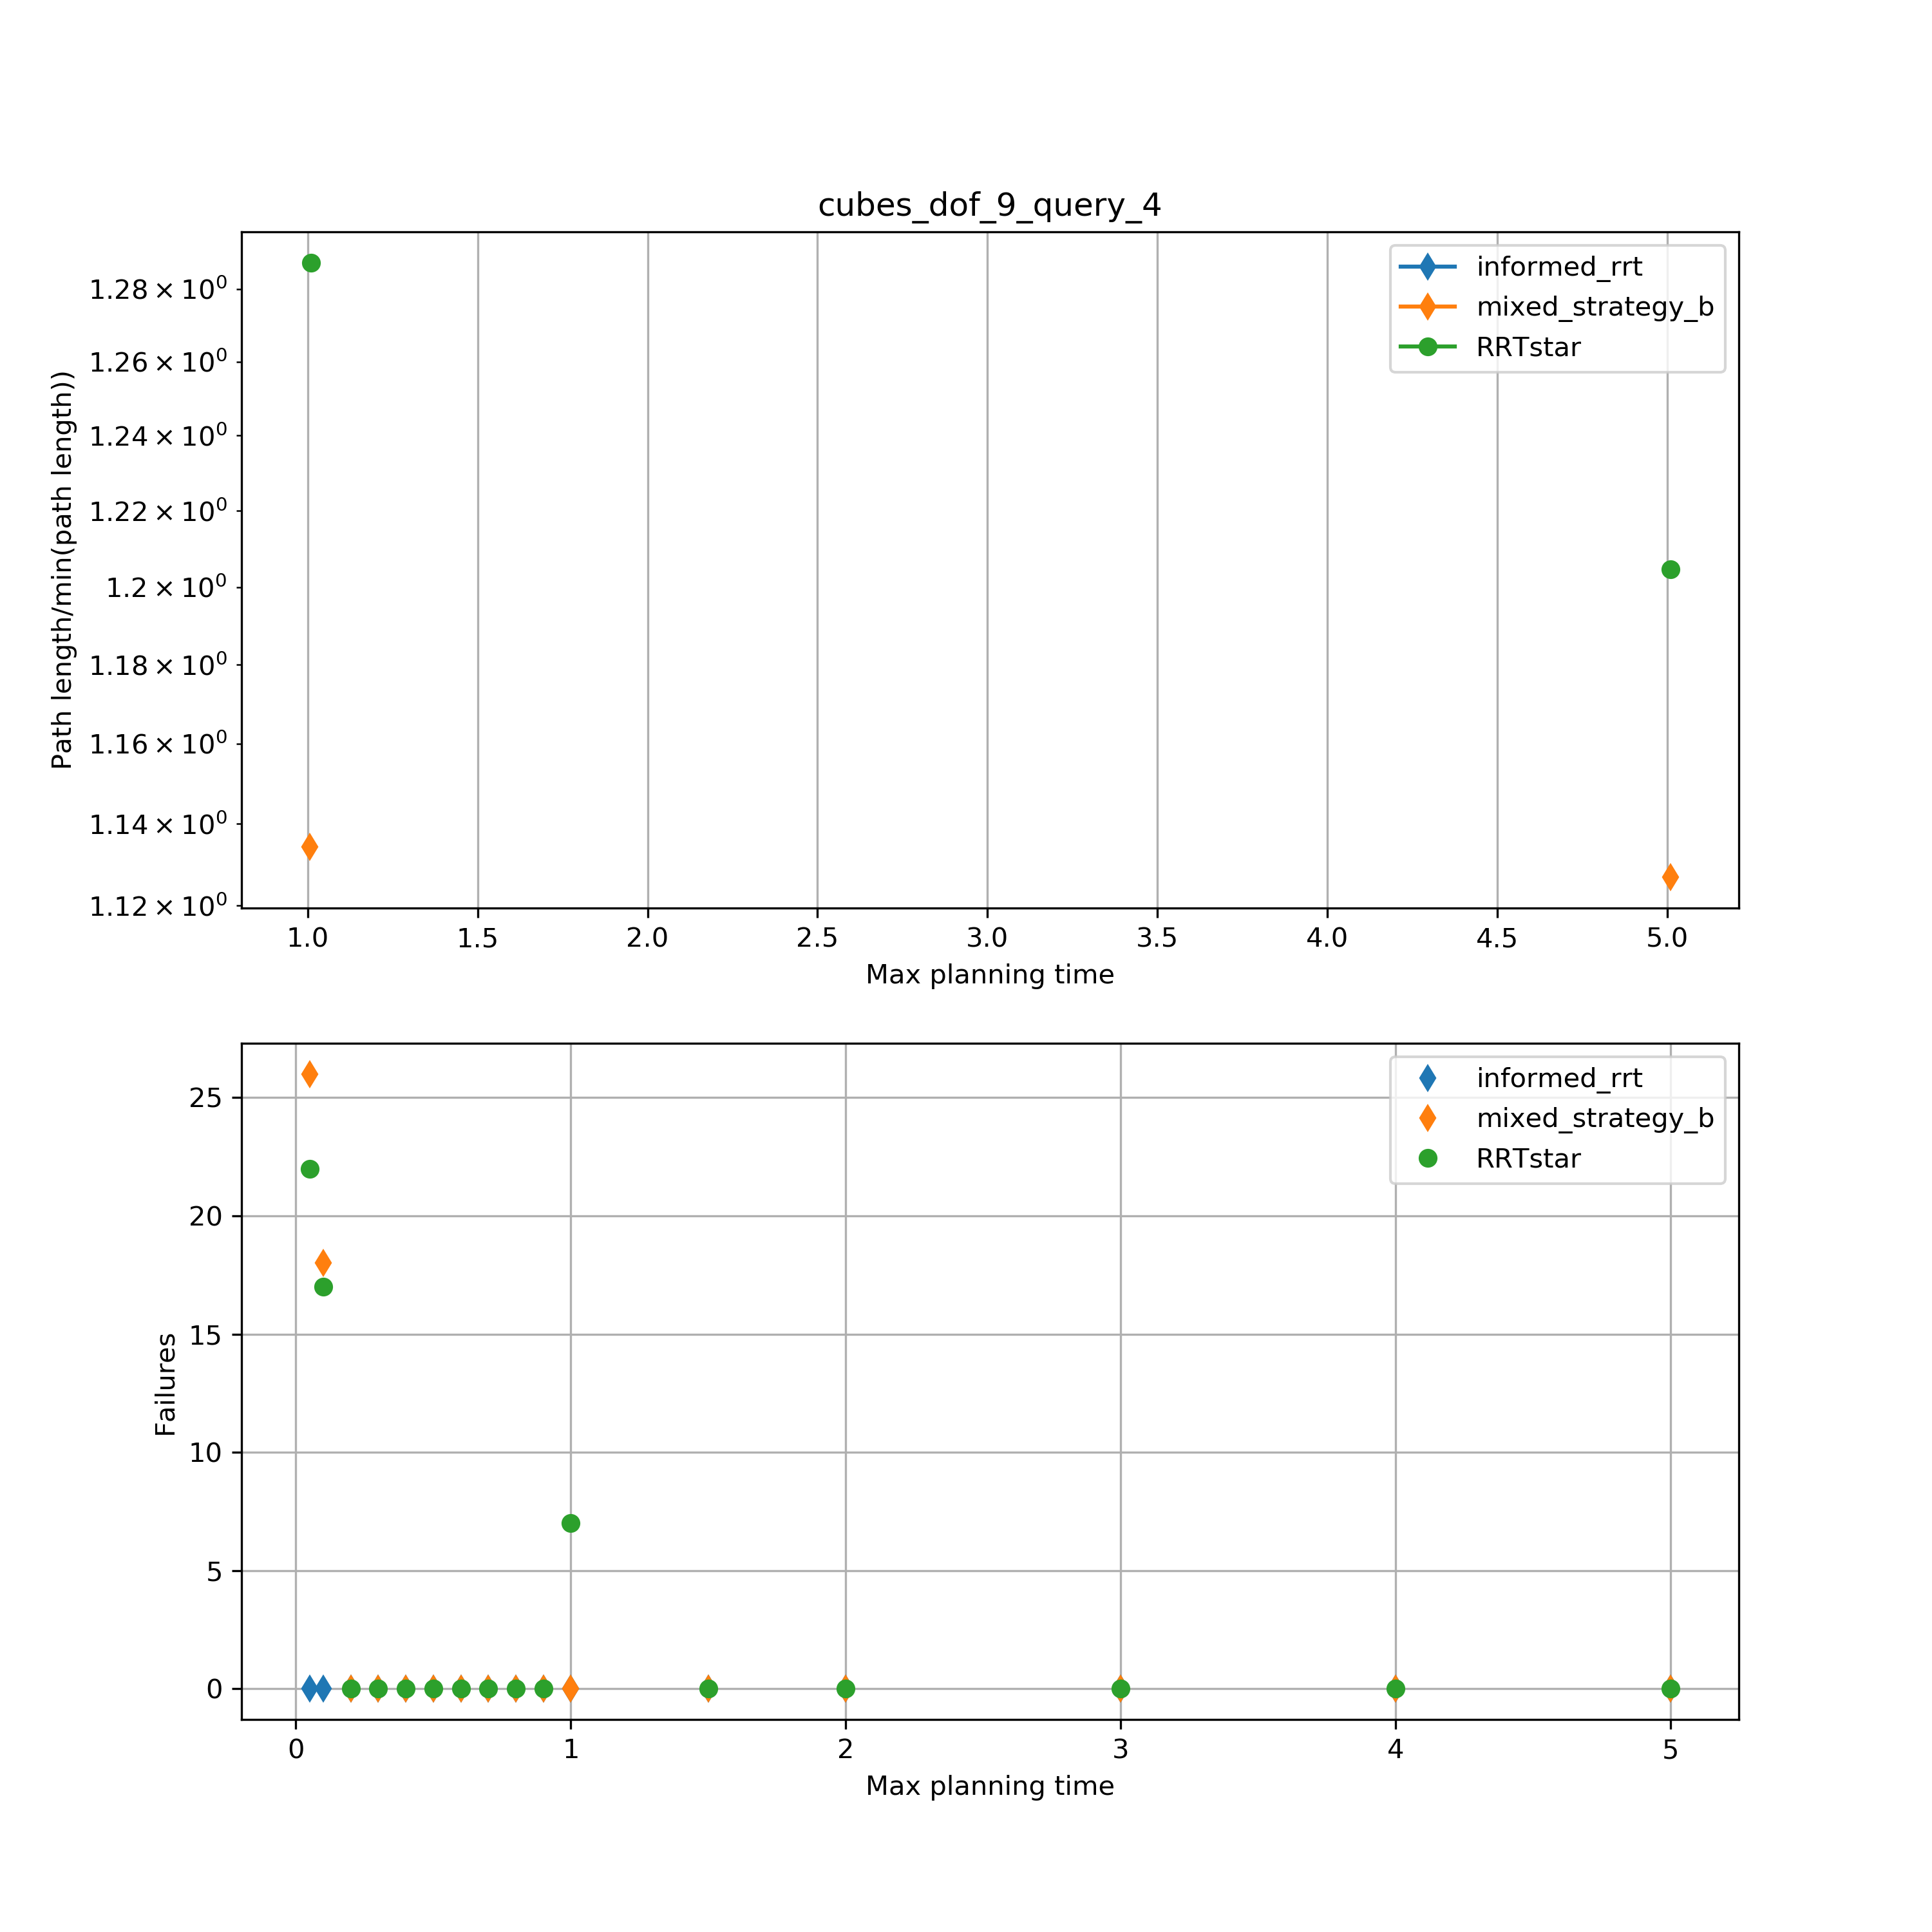 cubes_dof_9_query_4
Path length/min(path length))
1.28 × 10⁰
1.26 × 10⁰
1.24 × 10⁰
1.22 × 10⁰
1.2 × 10⁰
1.18 × 10⁰
1.16 × 10⁰
1.14 × 10⁰
1.12 × 10⁰
informed_rrt
mixed_strategy_b
RRTstar
1.0 1.5 2.0 2.5 3.0 3.5 4.0 4.5 5.0
Max planning time
Failures
25
20
15
10
5
0
informed_rrt
mixed_strategy_b
RRTstar
0 1 2 3 4 5
Max planning time